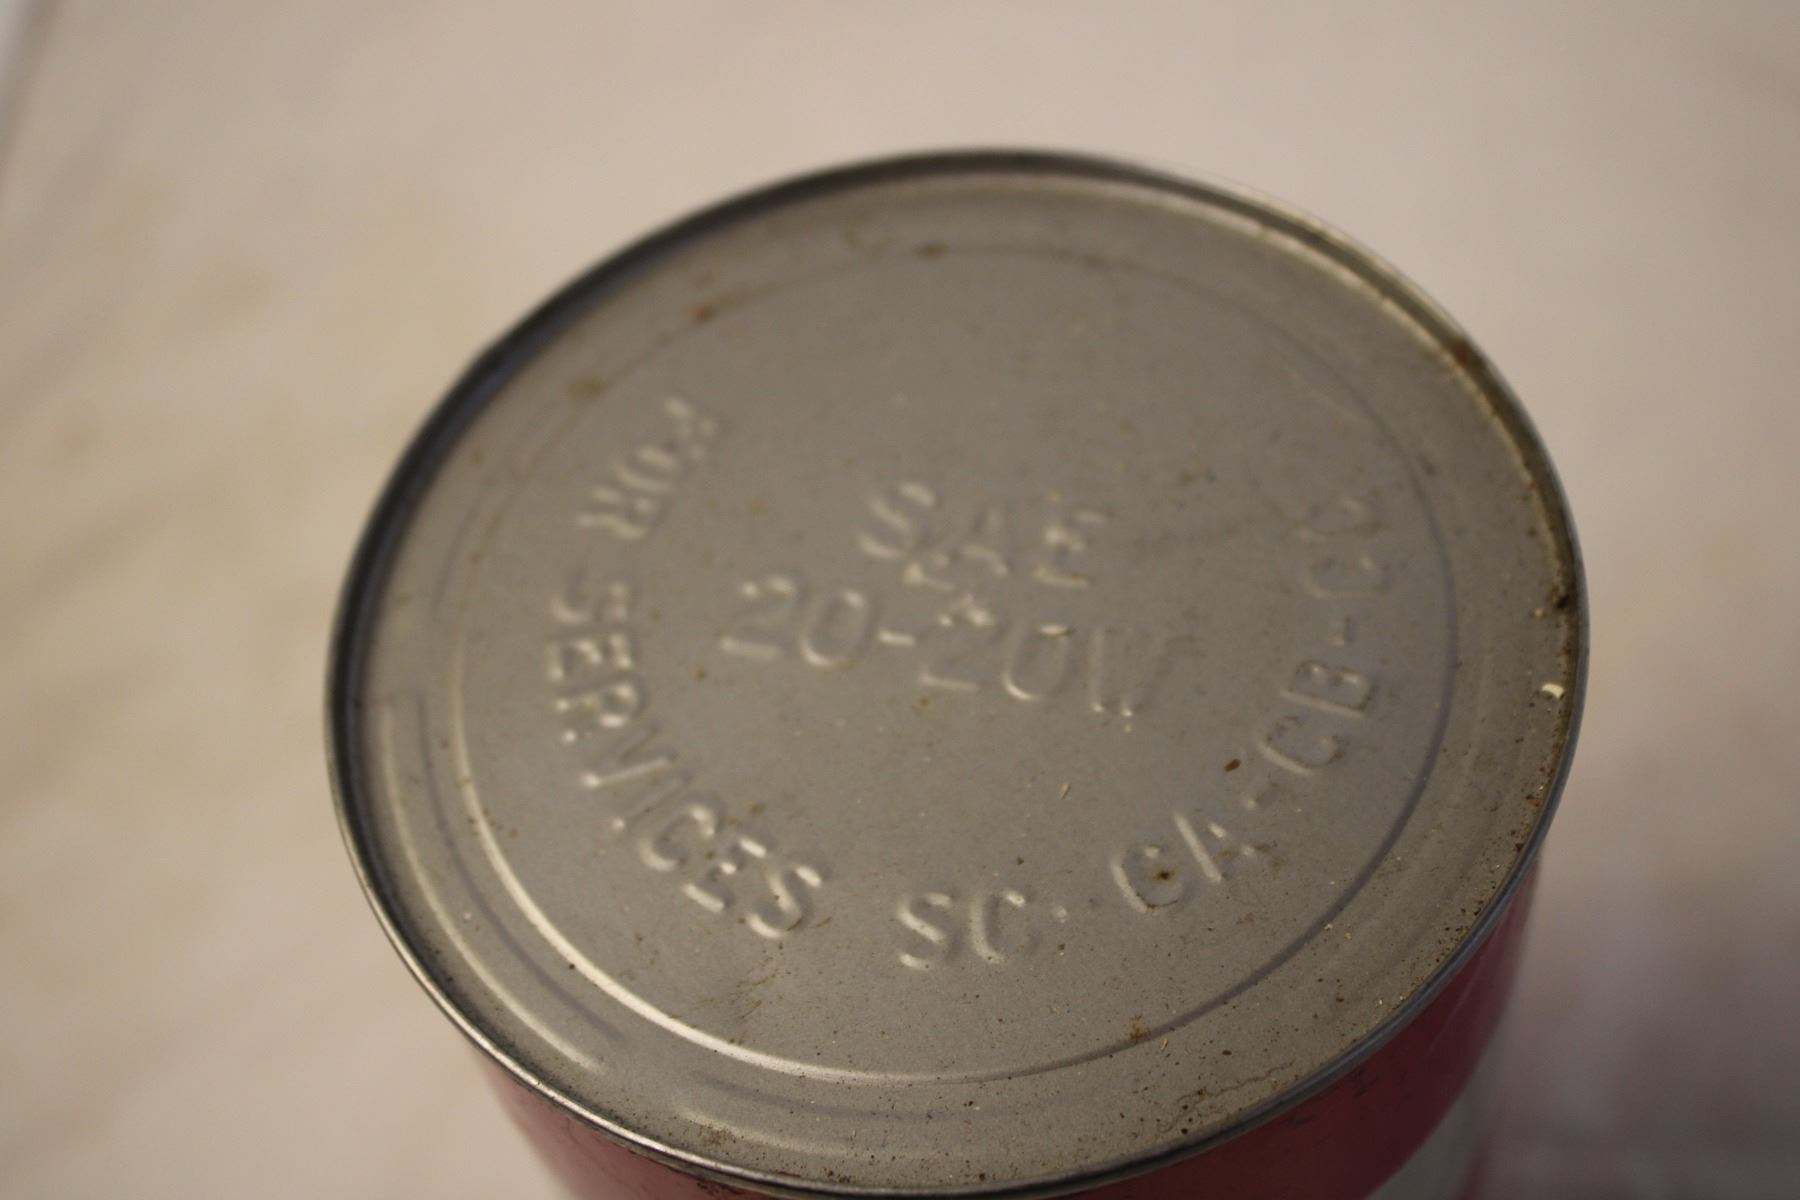 SAE
20-20W
FOR SERVICES SC-CA-CB-CC